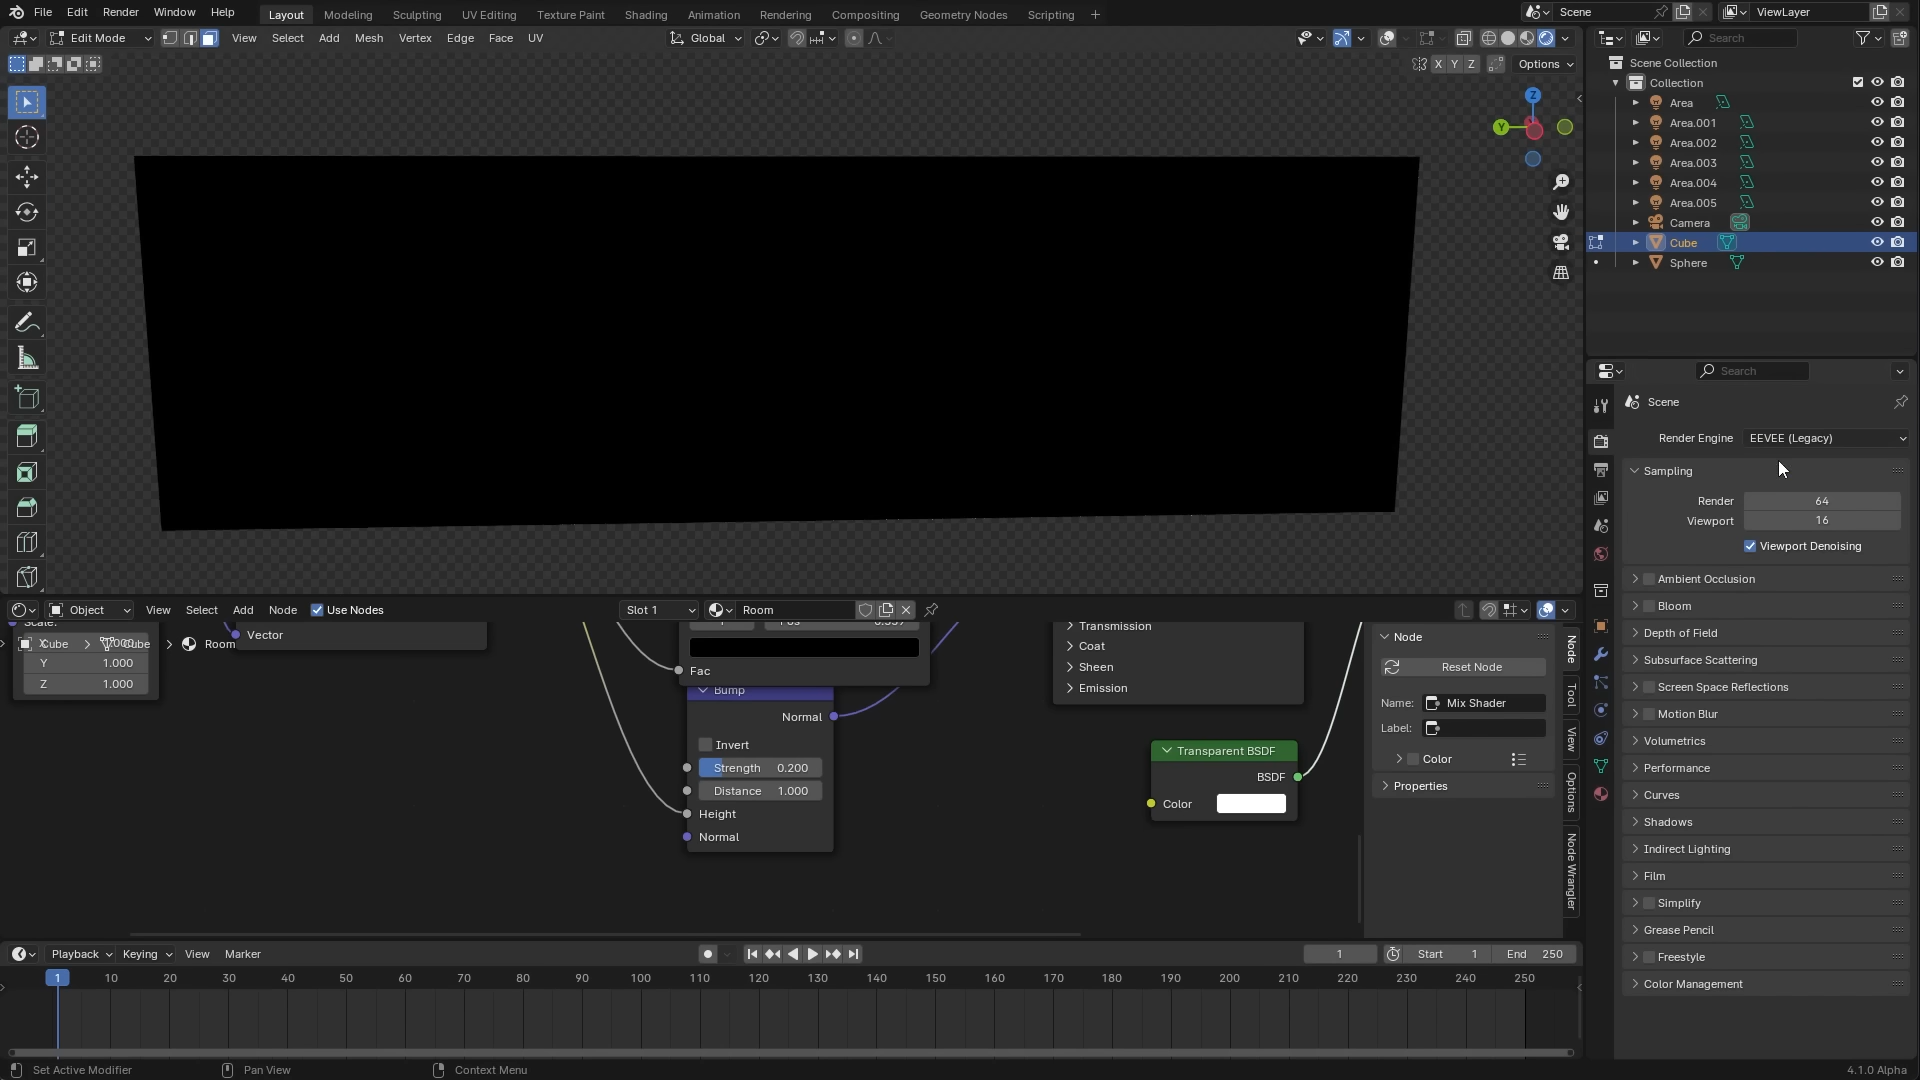 File Edit Render Window Help Layout Modeling Sculpting UV Editing Texture Paint Shading Animation Rendering Compositing Geometry Nodes Scripting + Scene ViewLayer
Edit Mode View Select Add Mesh Vertex Edge Face UV Global Search
X Y Z Options
Z
Y
Scene Collection
Collection
Area
Area.001
Area.002
Area.003
Area.004
Area.005
Camera
Cube
Sphere
Search
Scene
Render Engine EEVEE (Legacy)
Sampling
Render 64
Viewport 16
Viewport Denoising
Ambient Occlusion
Bloom
Depth of Field
Subsurface Scattering
Screen Space Reflections
Motion Blur
Volumetrics
Performance
Curves
Shadows
Indirect Lighting
Film
Simplify
Grease Pencil
Freestyle
Color Management
Object View Select Add Node Use Nodes Slot 1 Room
Scale:
Cube > Cube > Room
X
Y 1.000
Z 1.000
Vector
Fac
Bump
Normal
Invert
Strength 0.200
Distance 1.000
Height
Normal
Transmission
Coat
Sheen
Emission
Transparent BSDF
BSDF
Color
Node
Reset Node
Name: Mix Shader
Label:
Color
Properties
Node
Tool
View
Options
Node Wrangler
Playback Keying View Marker 1 Start 1 End 250
1 10 20 30 40 50 60 70 80 90 100 110 120 130 140 150 160 170 180 190 200 210 220 230 240 250
Set Active Modifier Pan View Context Menu 4.1.0 Alpha